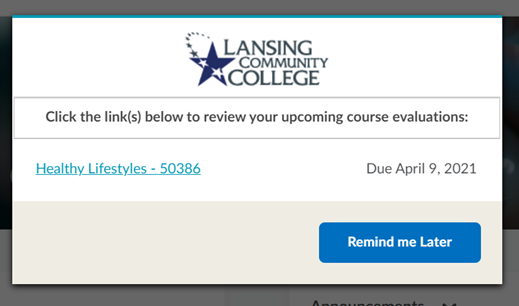 LANSING
COMMUNITY
COLLEGE
Click the link(s) below to review your upcoming course evaluations:
Healthy Lifestyles - 50386 Due April 9, 2021
Remind me Later
Announcements